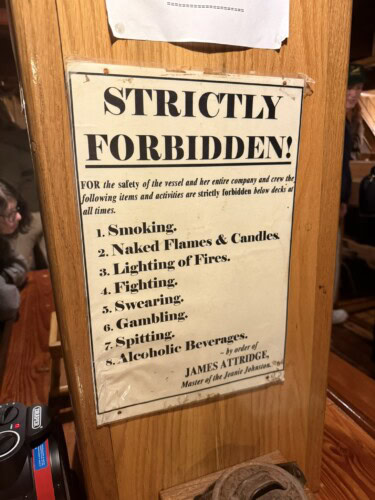 STRICTLY
FORBIDDEN!
FOR the safety of the vessel and her entire company and crew the
following items and activities are strictly forbidden below decks at
all times.
1. Smoking.
2. Naked Flames & Candles.
3. Lighting of Fires.
4. Fighting.
5. Swearing.
6. Gambling.
7. Spitting.
8. Alcoholic Beverages.
- by order of
JAMES ATTRIDGE,
Master of the Jeanie Johnston.
DRAPER